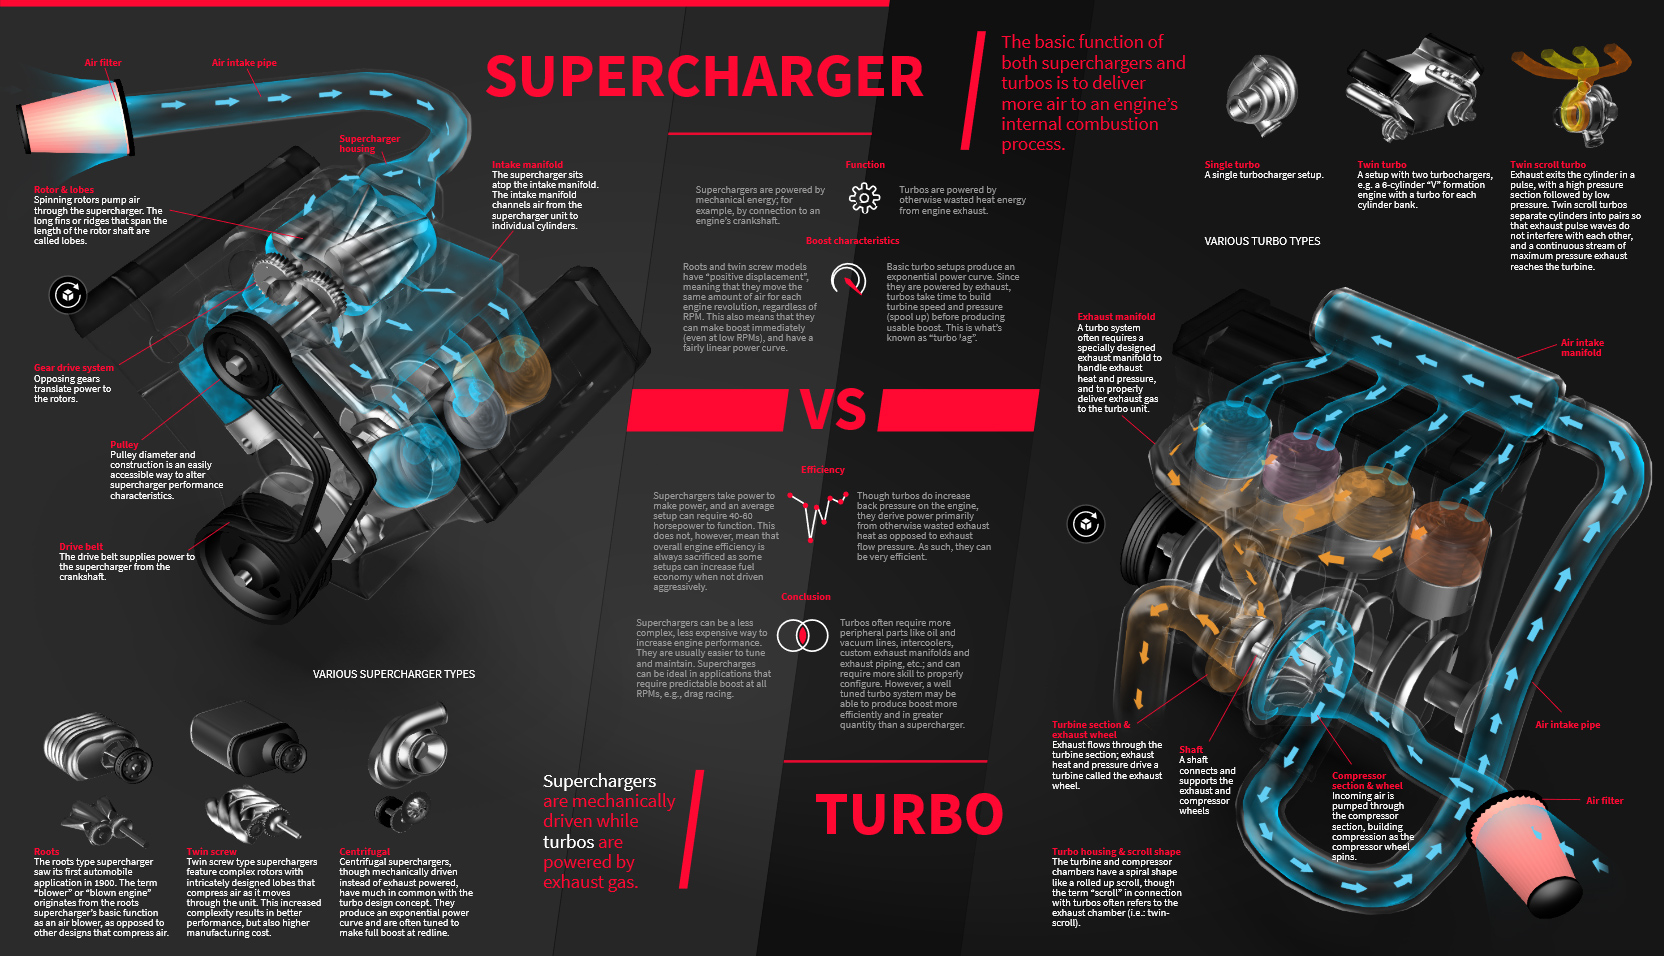 SUPERCHARGER
The basic function of
both superchargers and
turbos is to deliver
more air to an engine's
internal combustion
process.
Air filter
Air intake pipe
Supercharger
housing
Rotor & lobes
Spinning rotors pump air
through the supercharger. The
long fins or ridges that span the
length of the rotor shaft are
called lobes.
Intake manifold
The supercharger sits
atop the intake manifold.
The intake manifold
channels air from the
supercharger unit to
individual cylinders.
Gear drive system
Opposing gears
translate power to
the rotors.
Pulley
Pulley diameter and
construction is an easily
accessible way to alter
supercharger performance
characteristics.
Drive belt
The drive belt supplies power to
the supercharger from the
crankshaft.
VARIOUS SUPERCHARGER TYPES
Roots
The roots type supercharger
saw its first automobile
application in 1900. The term
"blower" or "blown engine"
originates from the roots
supercharger's basic function
as an air blower, as opposed to
other designs that compress air.
Twin screw
Twin screw type superchargers
feature complex rotors with
intricately designed lobes that
compress air as it moves
through the unit. This increased
complexity results in better
performance, but also higher
manufacturing cost.
Centrifugal
Centrifugal superchargers,
though mechanically driven
instead of exhaust powered,
have much in common with the
turbo design concept. They
produce an exponential power
curve and are often tuned to
make full boost at redline.
Function
Superchargers are powered by
mechanical energy; for
example, by connection to an
engine's crankshaft.
Turbos are powered by
otherwise wasted heat energy
from engine exhaust.
Boost characteristics
Roots and twin screw models
have "positive displacement",
meaning that they move the
same amount of air for each
engine revolution, regardless of
RPM. This also means that they
can make boost immediately
(even at low RPMs), and have a
fairly linear power curve.
Basic turbo setups produce an
exponential power curve. Since
they are powered by exhaust,
turbos take time to build
turbine speed and pressure
(spool up) before producing
usable boost. This is what's
known as "turbo lag".
VS
Efficiency
Superchargers take power to
make power, and an average
setup can require 40-60
horsepower to function. This
does not, however, mean that
overall engine efficiency is
always sacrificed as some
setups can increase fuel
economy when not driven
aggressively.
Though turbos do increase
back pressure on the engine,
they derive power primarily
from otherwise wasted exhaust
heat as opposed to exhaust
flow pressure. As such, they can
be very efficient.
Conclusion
Superchargers can be a less
complex, less expensive way to
increase engine performance.
They are usually easier to tune
and maintain. Supercharges
can be ideal in applications that
require predictable boost at all
RPMs, e.g., drag racing.
Turbos often require more
peripheral parts like oil and
vacuum lines, intercoolers,
custom exhaust manifolds and
exhaust piping, etc.; and can
require more skill to properly
configure. However, a well
tuned turbo system may be
able to produce boost more
efficiently and in greater
quantity than a supercharger.
Superchargers
are mechanically
driven while
turbos are
powered by
exhaust gas.
TURBO
Single turbo
A single turbocharger setup.
Twin turbo
A setup with two turbochargers,
e.g. a 6-cylinder "V" formation
engine with a turbo for each
cylinder bank.
Twin scroll turbo
Exhaust exits the cylinder in a
pulse, with a high pressure
section followed by low
pressure. Twin scroll turbos
separate cylinders into pairs so
that exhaust pulse waves do
not interfere with each other,
and a continuous stream of
maximum pressure exhaust
reaches the turbine.
VARIOUS TURBO TYPES
Exhaust manifold
A turbo system
often requires a
specially designed
exhaust manifold to
handle exhaust
heat and pressure,
and to properly
deliver exhaust gas
to the turbo unit.
Air intake
manifold
Turbine section &
exhaust wheel
Exhaust flows through the
turbine section; exhaust
heat and pressure drive a
turbine called the exhaust
wheel.
Shaft
A shaft
connects and
supports the
exhaust and
compressor
wheels
Compressor
section & wheel
Incoming air is
pumped through
the compressor
section, building
compression as the
compressor wheel
spins.
Air intake pipe
Air filter
Turbo housing & scroll shape
The turbine and compressor
chambers have a spiral shape
like a rolled up scroll, though
the term "scroll" in connection
with turbos often refers to the
exhaust chamber (i.e.: twin-
scroll).